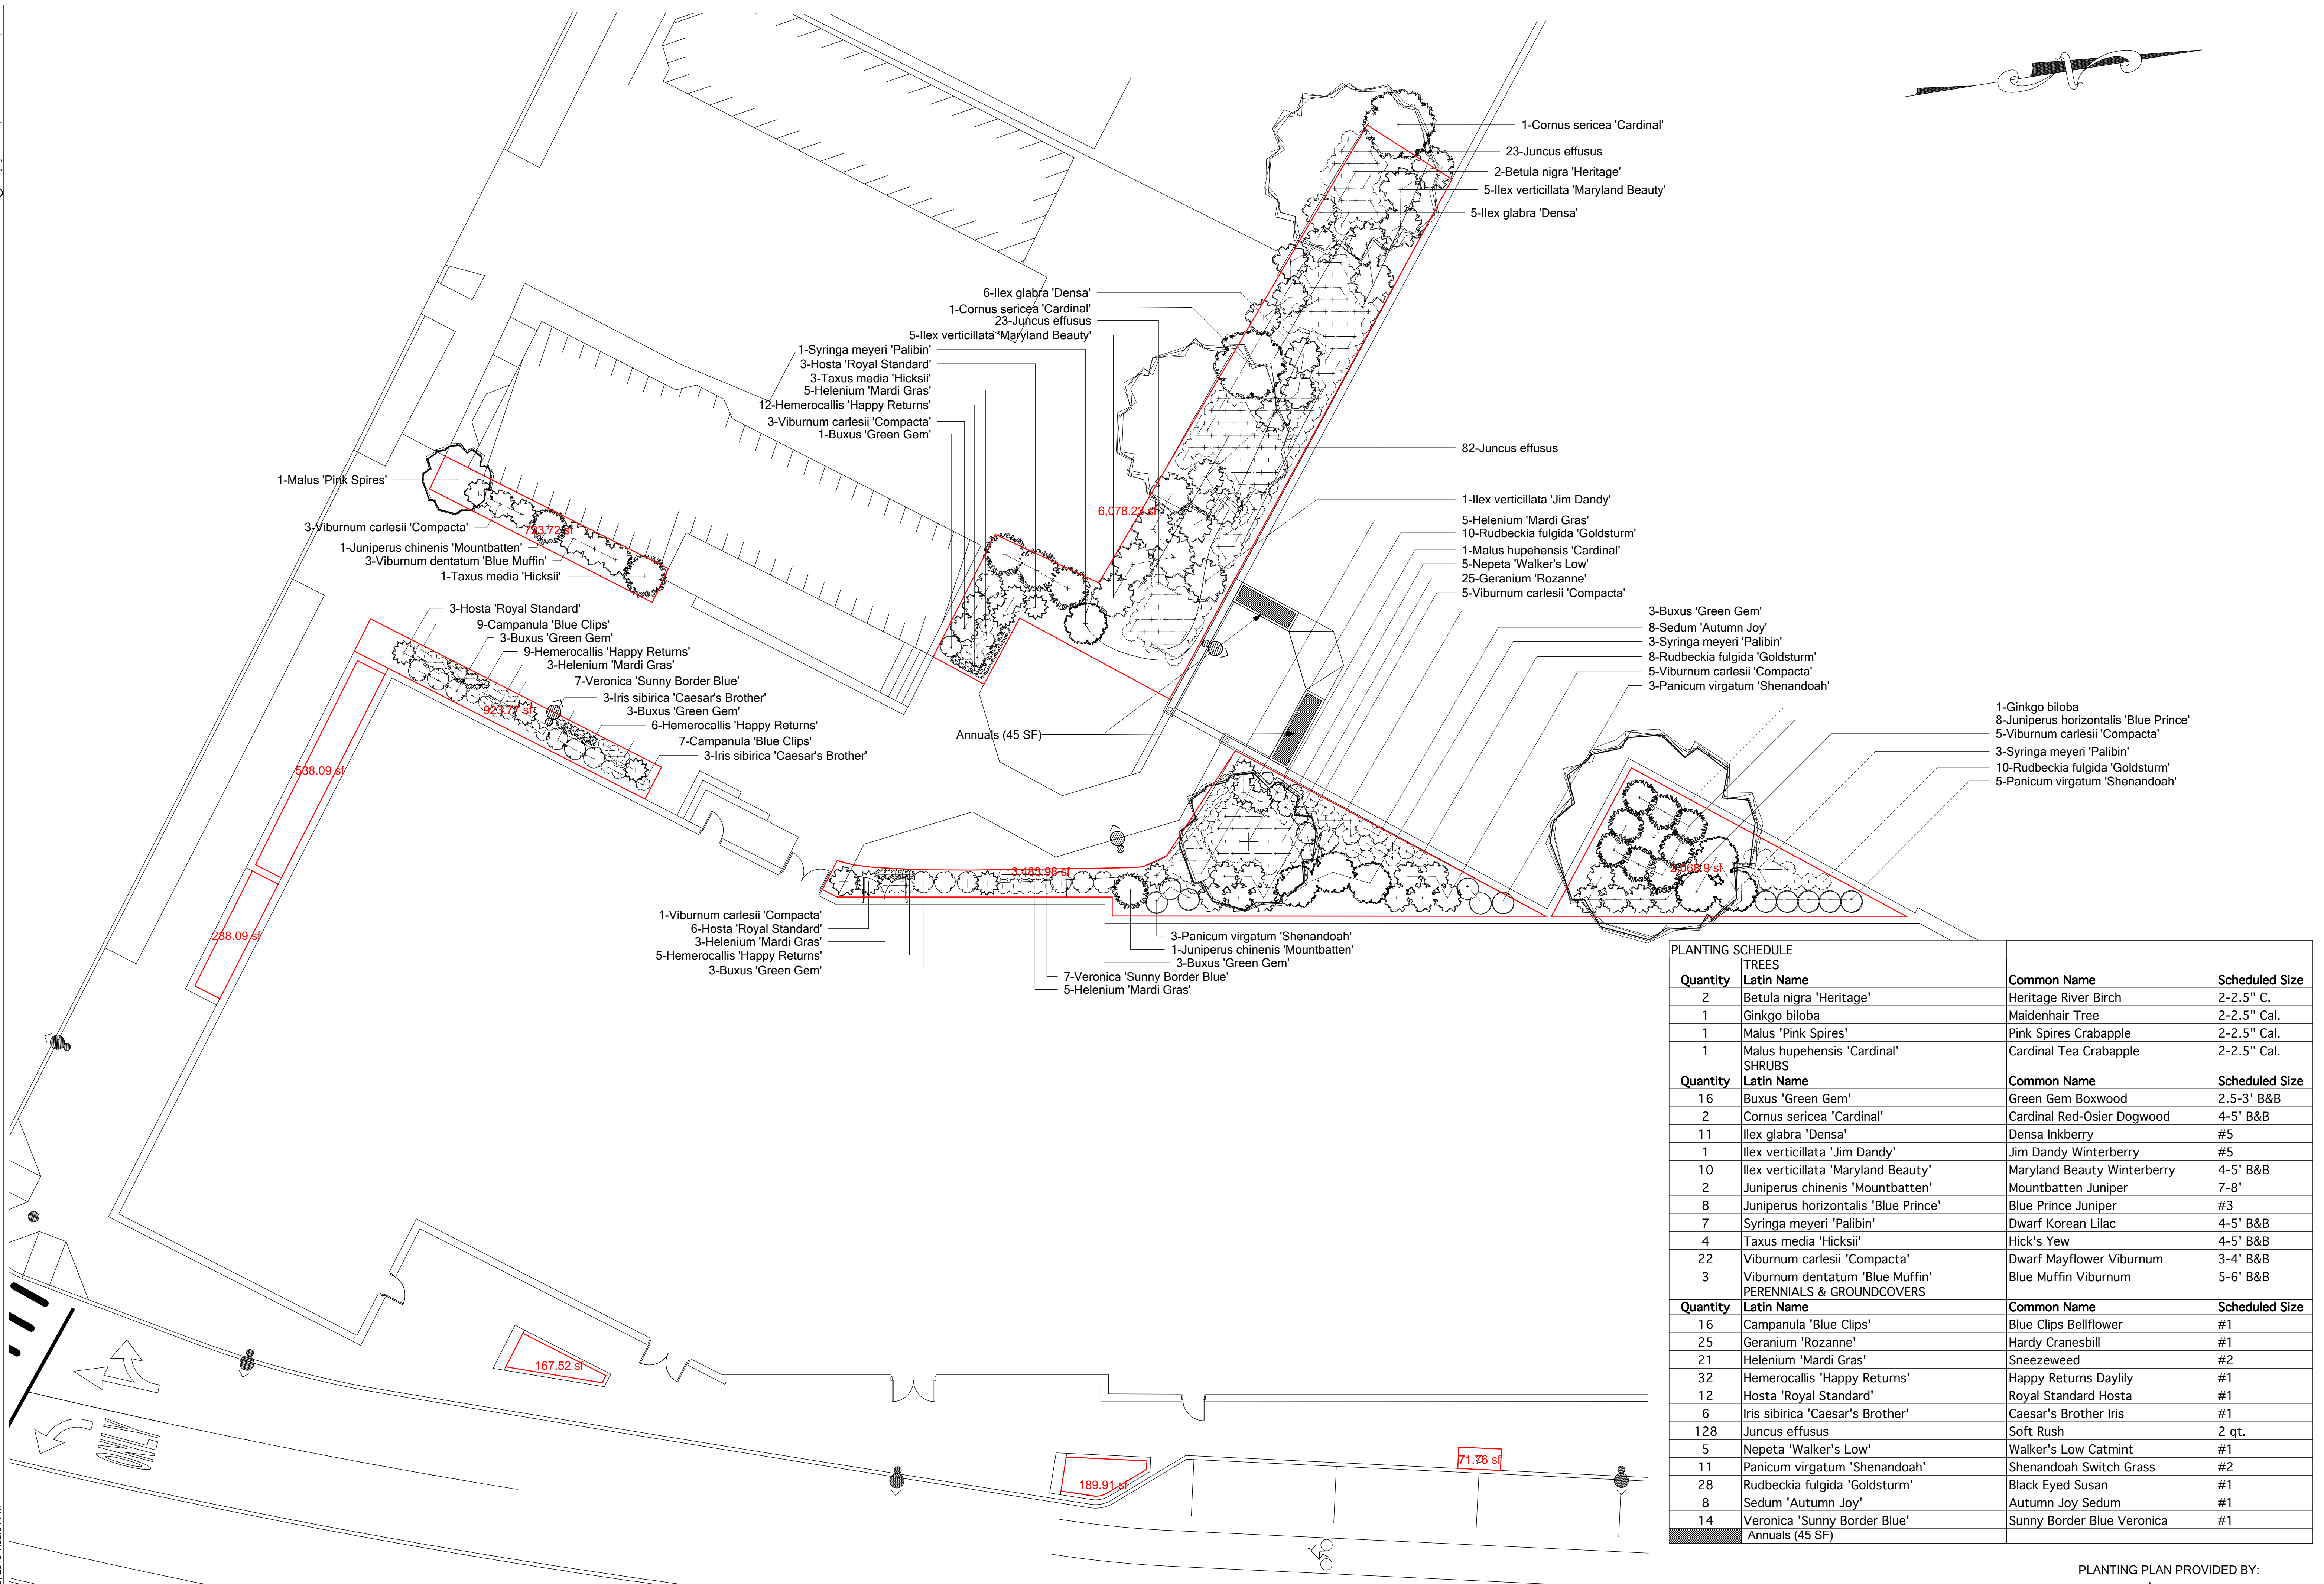 N
1-Cornus sericea 'Cardinal'
23-Juncus effusus
2-Betula nigra 'Heritage'
5-Ilex verticillata 'Maryland Beauty'
5-Ilex glabra 'Densa'
6-Ilex glabra 'Densa'
1-Cornus sericea 'Cardinal'
23-Juncus effusus
5-Ilex verticillata 'Maryland Beauty'
1-Syringa meyeri 'Palibin'
3-Hosta 'Royal Standard'
3-Taxus media 'Hicksii'
5-Helenium 'Mardi Gras'
12-Hemerocallis 'Happy Returns'
3-Viburnum carlesii 'Compacta'
1-Buxus 'Green Gem'
82-Juncus effusus
1-Malus 'Pink Spires'
3-Viburnum carlesii 'Compacta'
793.72 sf
1-Juniperus chinenis 'Mountbatten'
3-Viburnum dentatum 'Blue Muffin'
1-Taxus media 'Hicksii'
6,078.23 sf
1-Ilex verticillata 'Jim Dandy'
5-Helenium 'Mardi Gras'
10-Rudbeckia fulgida 'Goldsturm'
1-Malus hupehensis 'Cardinal'
5-Nepeta 'Walker's Low'
25-Geranium 'Rozanne'
5-Viburnum carlesii 'Compacta'
3-Buxus 'Green Gem'
8-Sedum 'Autumn Joy'
3-Syringa meyeri 'Palibin'
8-Rudbeckia fulgida 'Goldsturm'
5-Viburnum carlesii 'Compacta'
3-Panicum virgatum 'Shenandoah'
3-Hosta 'Royal Standard'
9-Campanula 'Blue Clips'
3-Buxus 'Green Gem'
9-Hemerocallis 'Happy Returns'
3-Helenium 'Mardi Gras'
7-Veronica 'Sunny Border Blue'
3-Iris sibirica 'Caesar's Brother'
3-Buxus 'Green Gem'
6-Hemerocallis 'Happy Returns'
7-Campanula 'Blue Clips'
3-Iris sibirica 'Caesar's Brother'
923.77 sf
538.09 sf
288.09 sf
Annuals (45 SF)
1-Ginkgo biloba
8-Juniperus horizontalis 'Blue Prince'
5-Viburnum carlesii 'Compacta'
3-Syringa meyeri 'Palibin'
10-Rudbeckia fulgida 'Goldsturm'
5-Panicum virgatum 'Shenandoah'
3,483.98 sf
1-Viburnum carlesii 'Compacta'
6-Hosta 'Royal Standard'
3-Helenium 'Mardi Gras'
5-Hemerocallis 'Happy Returns'
3-Buxus 'Green Gem'
3-Panicum virgatum 'Shenandoah'
1-Juniperus chinenis 'Mountbatten'
3-Buxus 'Green Gem'
7-Veronica 'Sunny Border Blue'
5-Helenium 'Mardi Gras'
167.52 sf
189.91 sf
71.76 sf
ONLY
PLANTING SCHEDULE
TREES
Quantity Latin Name Common Name Scheduled Size
2 Betula nigra 'Heritage' Heritage River Birch 2-2.5" C.
1 Ginkgo biloba Maidenhair Tree 2-2.5" Cal.
1 Malus 'Pink Spires' Pink Spires Crabapple 2-2.5" Cal.
1 Malus hupehensis 'Cardinal' Cardinal Tea Crabapple 2-2.5" Cal.
SHRUBS
Quantity Latin Name Common Name Scheduled Size
16 Buxus 'Green Gem' Green Gem Boxwood 2.5-3' B&B
2 Cornus sericea 'Cardinal' Cardinal Red-Osier Dogwood 4-5' B&B
11 Ilex glabra 'Densa' Densa Inkberry #5
1 Ilex verticillata 'Jim Dandy' Jim Dandy Winterberry #5
10 Ilex verticillata 'Maryland Beauty' Maryland Beauty Winterberry 4-5' B&B
2 Juniperus chinenis 'Mountbatten' Mountbatten Juniper 7-8'
8 Juniperus horizontalis 'Blue Prince' Blue Prince Juniper #3
7 Syringa meyeri 'Palibin' Dwarf Korean Lilac 4-5' B&B
4 Taxus media 'Hicksii' Hick's Yew 4-5' B&B
22 Viburnum carlesii 'Compacta' Dwarf Mayflower Viburnum 3-4' B&B
3 Viburnum dentatum 'Blue Muffin' Blue Muffin Viburnum 5-6' B&B
PERENNIALS & GROUNDCOVERS
Quantity Latin Name Common Name Scheduled Size
16 Campanula 'Blue Clips' Blue Clips Bellflower #1
25 Geranium 'Rozanne' Hardy Cranesbill #1
21 Helenium 'Mardi Gras' Sneezeweed #2
32 Hemerocallis 'Happy Returns' Happy Returns Daylily #1
12 Hosta 'Royal Standard' Royal Standard Hosta #1
6 Iris sibirica 'Caesar's Brother' Caesar's Brother Iris #1
128 Juncus effusus Soft Rush 2 qt.
5 Nepeta 'Walker's Low' Walker's Low Catmint #1
11 Panicum virgatum 'Shenandoah' Shenandoah Switch Grass #2
28 Rudbeckia fulgida 'Goldsturm' Black Eyed Susan #1
8 Sedum 'Autumn Joy' Autumn Joy Sedum #1
14 Veronica 'Sunny Border Blue' Sunny Border Blue Veronica #1
Annuals (45 SF)
PLANTING PLAN PROVIDED BY: